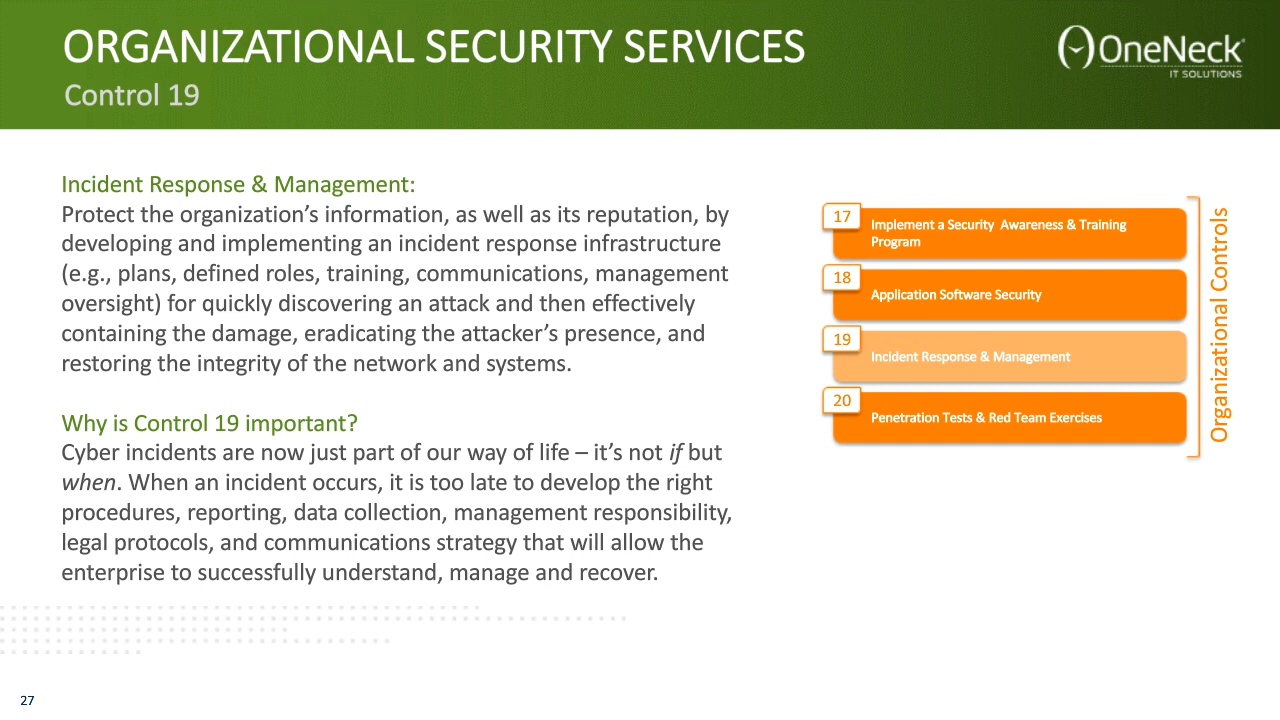 ORGANIZATIONAL SECURITY SERVICES
Control 19
OneNeck®
IT SOLUTIONS
Incident Response & Management:
Protect the organization’s information, as well as its reputation, by
developing and implementing an incident response infrastructure
(e.g., plans, defined roles, training, communications, management
oversight) for quickly discovering an attack and then effectively
containing the damage, eradicating the attacker’s presence, and
restoring the integrity of the network and systems.
Why is Control 19 important?
Cyber incidents are now just part of our way of life – it’s not if but
when. When an incident occurs, it is too late to develop the right
procedures, reporting, data collection, management responsibility,
legal protocols, and communications strategy that will allow the
enterprise to successfully understand, manage and recover.
17
Implement a Security Awareness & Training
Program
18
Application Software Security
19
Incident Response & Management
20
Penetration Tests & Red Team Exercises
Organizational Controls
27